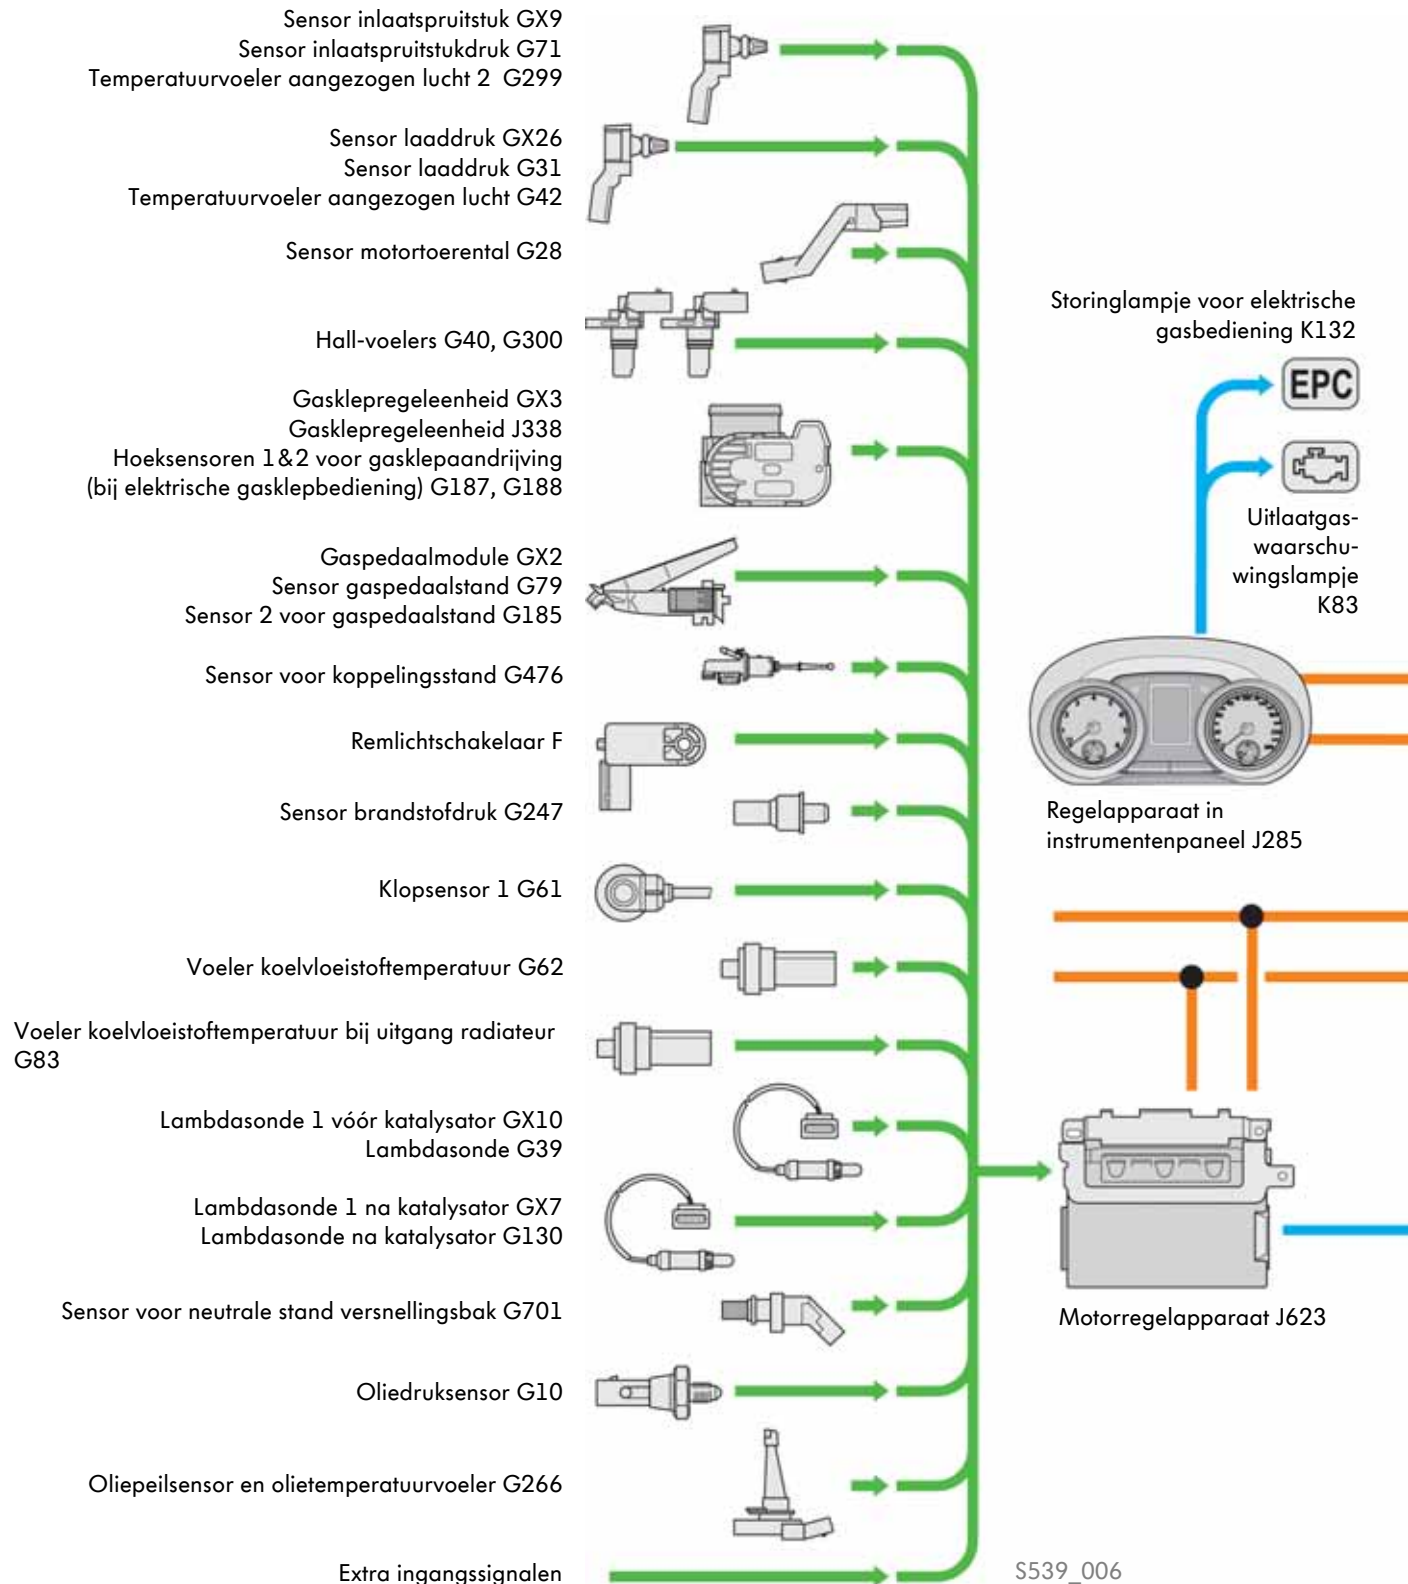 Sensor inlaatspruitstuk GX9
Sensor inlaatspruitstukdruk G71
Temperatuurvoeler aangezogen lucht 2 G299
Sensor laaddruk GX26
Sensor laaddruk G31
Temperatuurvoeler aangezogen lucht G42
Sensor motortoerental G28
Hall-voelers G40, G300
Gasklepregeleenheid GX3
Gasklepregeleenheid J338
Hoeksensoren 1&2 voor gasklepaandrijving
(bij elektrische gasklepbediening) G187, G188
Gaspedaalmodule GX2
Sensor gaspedaalstand G79
Sensor 2 voor gaspedaalstand G185
Sensor voor koppelingsstand G476
Remlichtschakelaar F
Sensor brandstofdruk G247
Klopsensor 1 G61
Voeler koelvloeistoftemperatuur G62
Voeler koelvloeistoftemperatuur bij uitgang radiateur
G83
Lambdasonde 1 vóór katalysator GX10
Lambdasonde G39
Lambdasonde 1 na katalysator GX7
Lambdasonde na katalysator G130
Sensor voor neutrale stand versnellingsbak G701
Oliedruksensor G10
Oliepeilsensor en olietemperatuurvoeler G266
Extra ingangssignalen
Storinglampje voor elektrische
gasbediening K132
EPC
Uitlaatgas-
waarschu-
wingslampje
K83
Regelapparaat in
instrumentenpaneel J285
Motorregelapparaat J623
S539_006